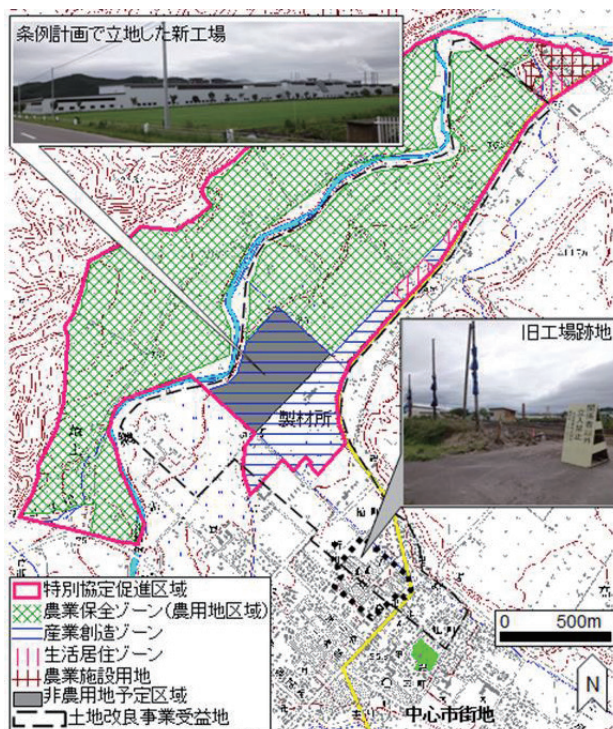 条例計画で立地した新工場
旧工場跡地
製材所
特別協定促進区域
農業保全ゾーン(農用地区域)
産業創造ゾーン
生活居住ゾーン
農業施設用地
非農用地予定区域
土地改良事業受益地
0 500m
N
中心市街地